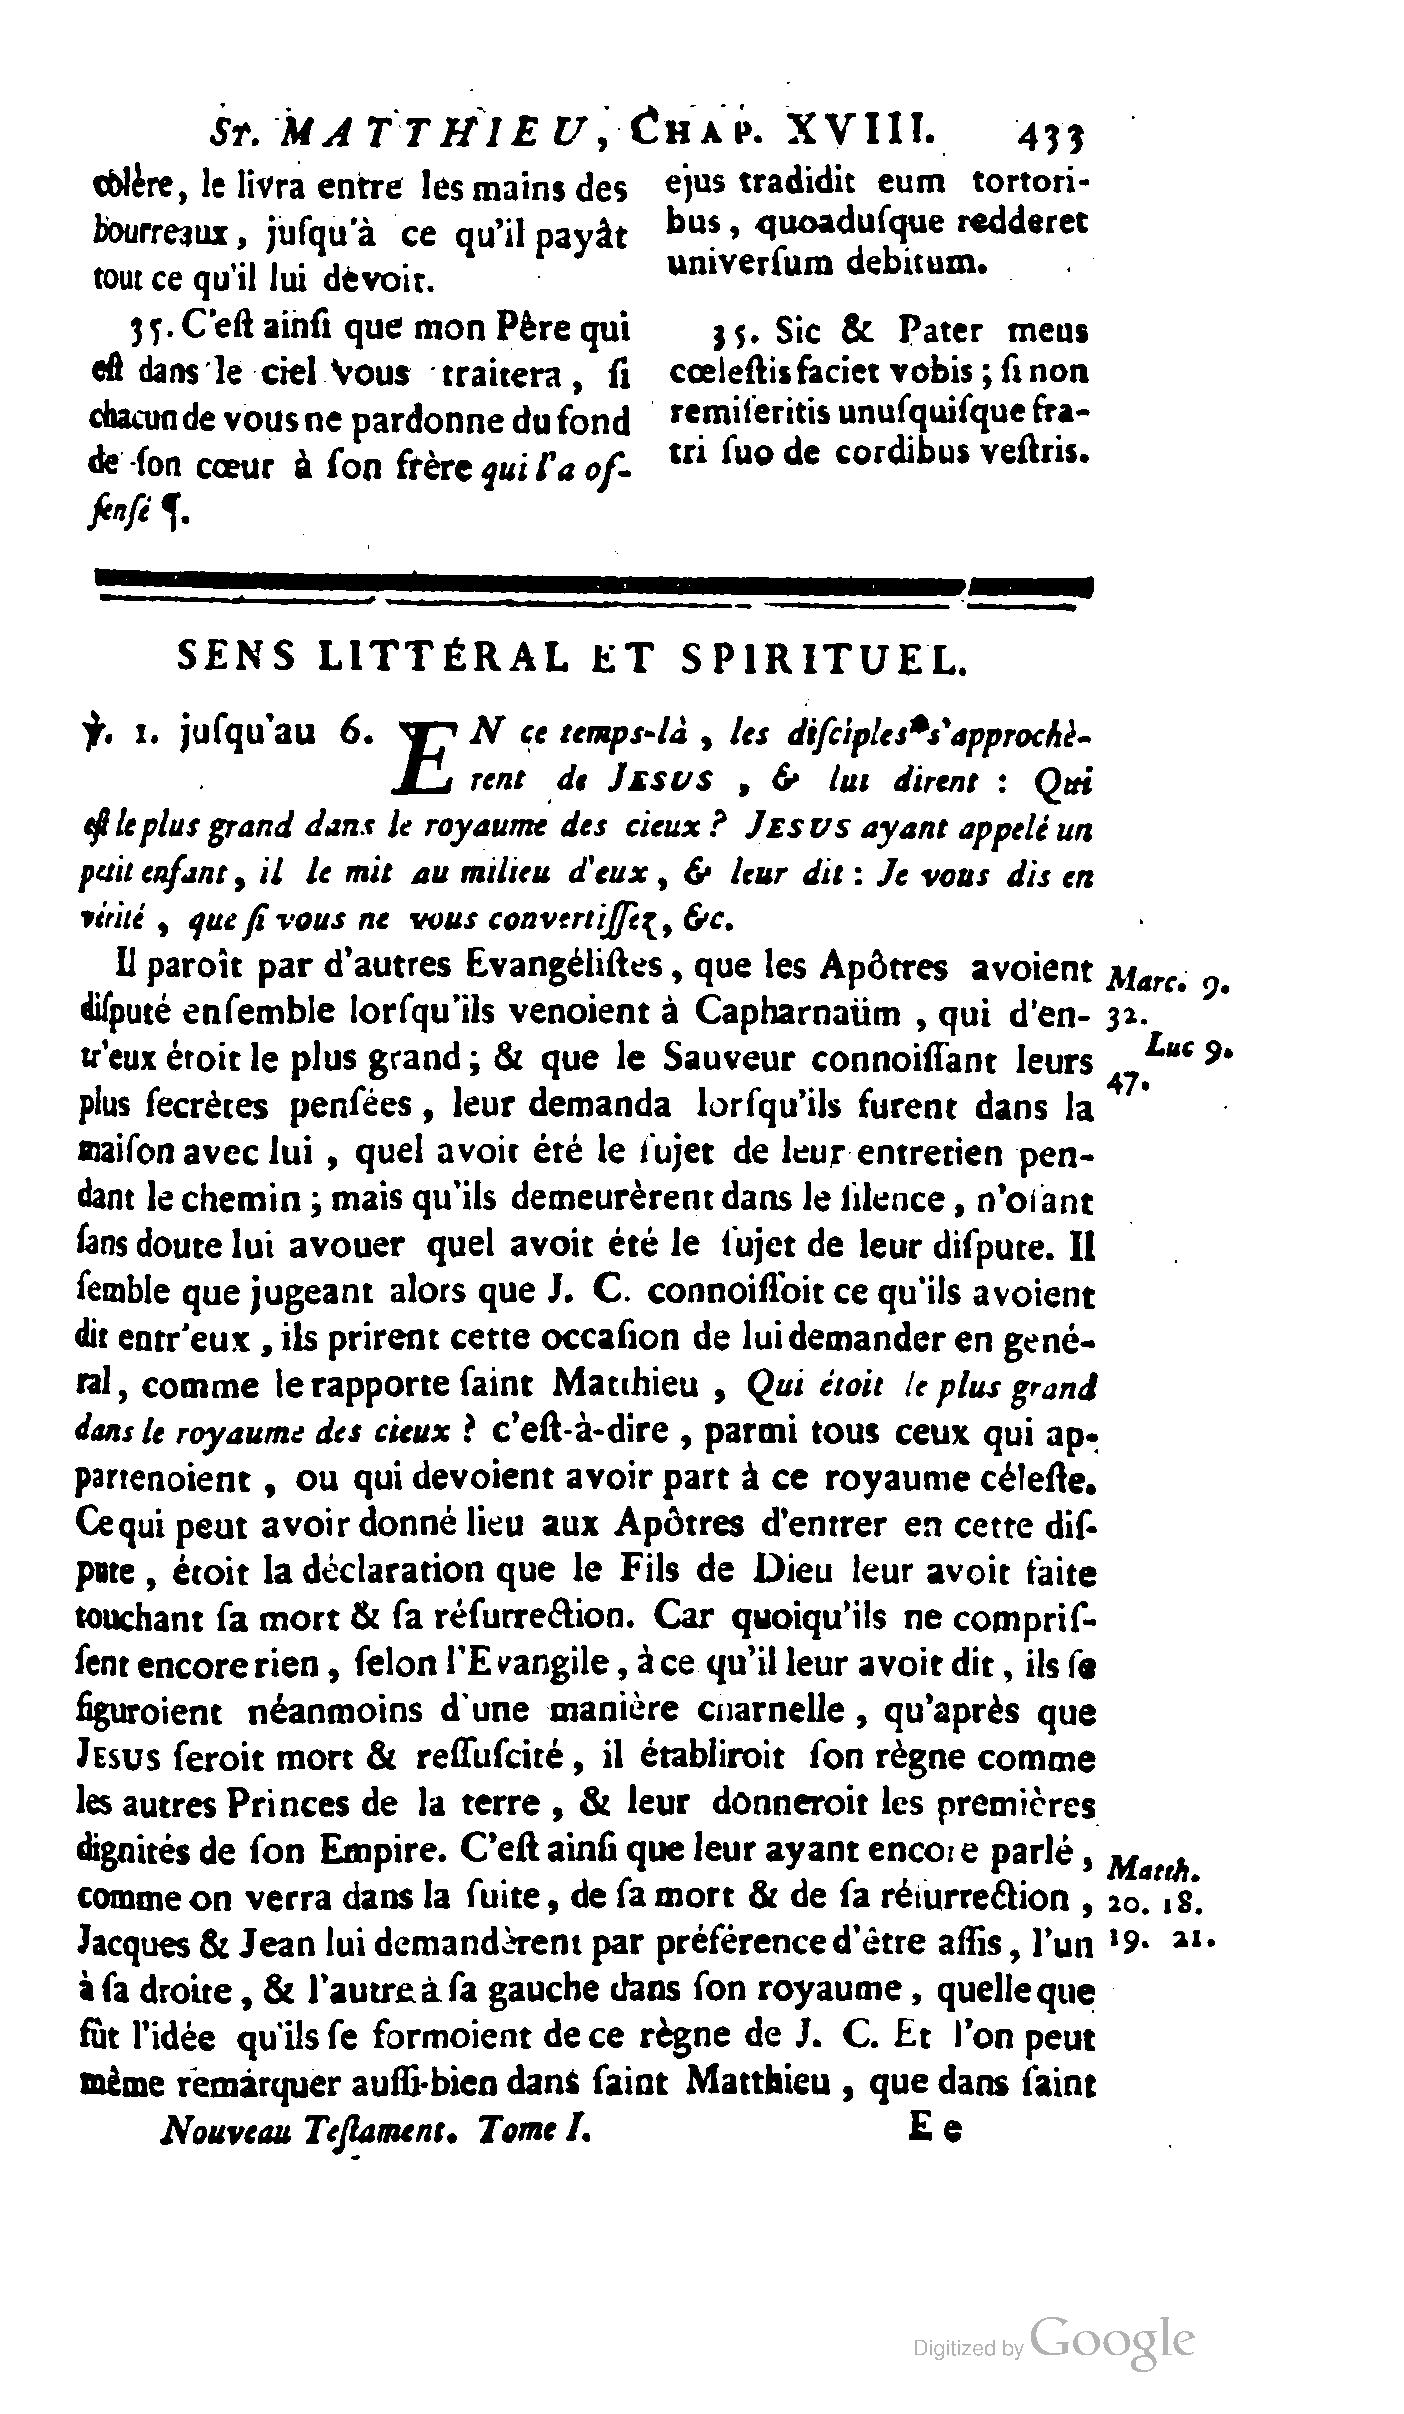 St. MATTHIEU, CHAP. XVIII. 433
colère, le livra entre les mains des
bourreaux, juſqu'à ce qu'il payât
tout ce qu'il lui devoit.
35. C'eſt ainſi que mon Père qui
eſt dans le ciel vous traitera, ſi
chacun de vous ne pardonne du fond
de ſon cœur à ſon frère qui l'a of-
fenſé ¶.
ejus tradidit eum tortori-
bus, quoaduſque redderet
univerſum debitum.
35. Sic & Pater meus
cœleſtis faciet vobis; ſi non
remiſeritis unuſquiſque fra-
tri ſuo de cordibus veſtris.
SENS LITTÉRAL ET SPIRITUEL.
℣. 1. juſqu'au 6. EN ce temps-là, les diſciples s'approchè-
rent de JESUS, & lui dirent : Qui
eſt le plus grand dans le royaume des cieux ? JESUS ayant appelé un
petit enfant, il le mit au milieu d'eux, & leur dit : Je vous dis en
vérité, que ſi vous ne vous convertiſſez, &c.
Il paroît par d'autres Evangéliſtes, que les Apôtres avoient
diſputé enſemble lorſqu'ils venoient à Capharnaüm, qui d'en-
tr'eux étoit le plus grand; & que le Sauveur connoiſſant leurs
plus ſecrètes penſées, leur demanda lorſqu'ils furent dans la
maiſon avec lui, quel avoit été le ſujet de leur entretien pen-
dant le chemin; mais qu'ils demeurèrent dans le ſilence, n'oſant
ſans doute lui avouer quel avoit été le ſujet de leur diſpute. Il
ſemble que jugeant alors que J. C. connoiſſoit ce qu'ils avoient
dit entr'eux, ils prirent cette occaſion de lui demander en gené-
ral, comme le rapporte ſaint Matthieu, Qui étoit le plus grand
dans le royaume des cieux ? c'eſt-à-dire, parmi tous ceux qui ap-
partenoient, ou qui devoient avoir part à ce royaume céleſte.
Ce qui peut avoir donné lieu aux Apôtres d'entrer en cette diſ-
pute, étoit la déclaration que le Fils de Dieu leur avoit faite
touchant ſa mort & ſa réſurrection. Car quoiqu'ils ne compriſ-
ſent encore rien, ſelon l'Evangile, à ce qu'il leur avoit dit, ils ſe
figuroient néanmoins d'une manière charnelle, qu'après que
JESUS ſeroit mort & reſſuſcité, il établiroit ſon règne comme
les autres Princes de la terre, & leur donneroit les premières
dignités de ſon Empire. C'eſt ainſi que leur ayant encore parlé,
comme on verra dans la ſuite, de ſa mort & de ſa réſurrection,
Jacques & Jean lui demandèrent par préférence d'être aſſis, l'un
à ſa droite, & l'autre à ſa gauche dans ſon royaume, quelle que
fût l'idée qu'ils ſe formoient de ce règne de J. C. Et l'on peut
même remarquer auſſi-bien dans ſaint Matthieu, que dans ſaint
Marc. 9.
32.
Luc 9.
47.
Matth.
20. 18.
19. 21.
Nouveau Teſtament. Tome I. E e
Digitized by Google